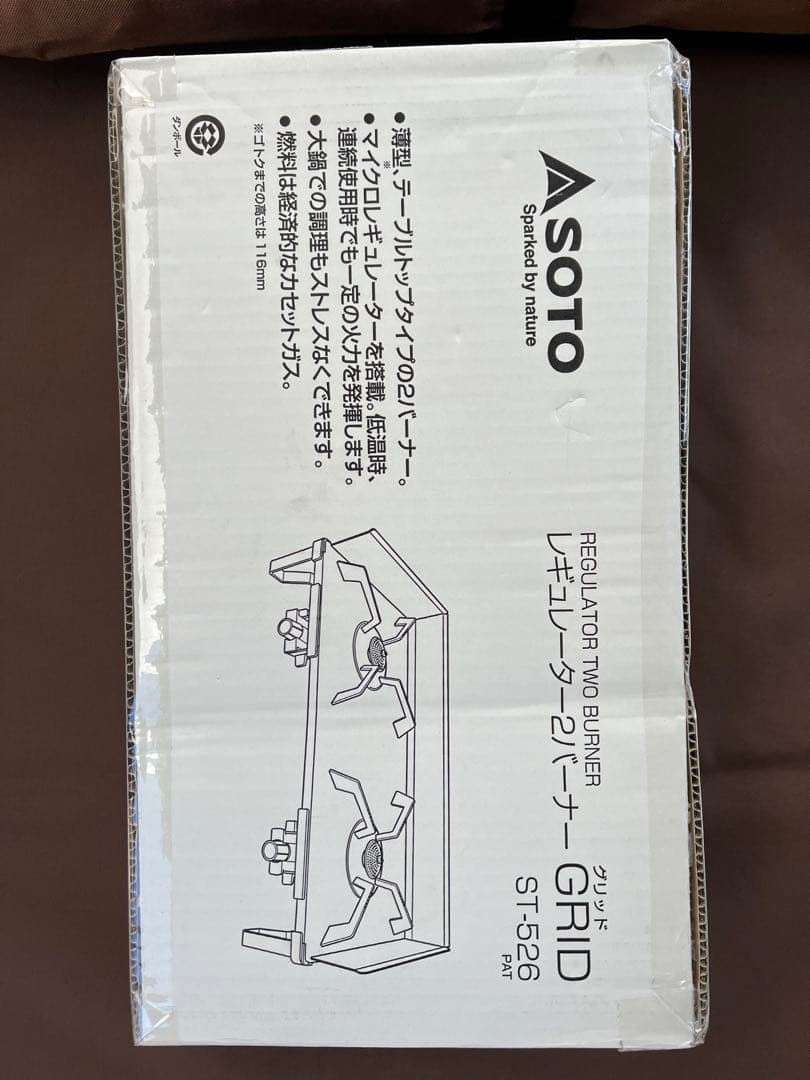 SOTO
Sparked by nature
REGULATOR TWO BURNER
レギュレーター2バーナー GRID
グリッド
ST-526
PAT
●薄型、テーブルトップタイプの2バーナー。
●マイクロレギュレーターを搭載。低温時、
※
連続使用時でも一定の火力を発揮します。
●大鍋での調理もストレスなくできます。
●燃料は経済的なカセットガス。
※ゴトクまでの高さは 116mm
ダンボール